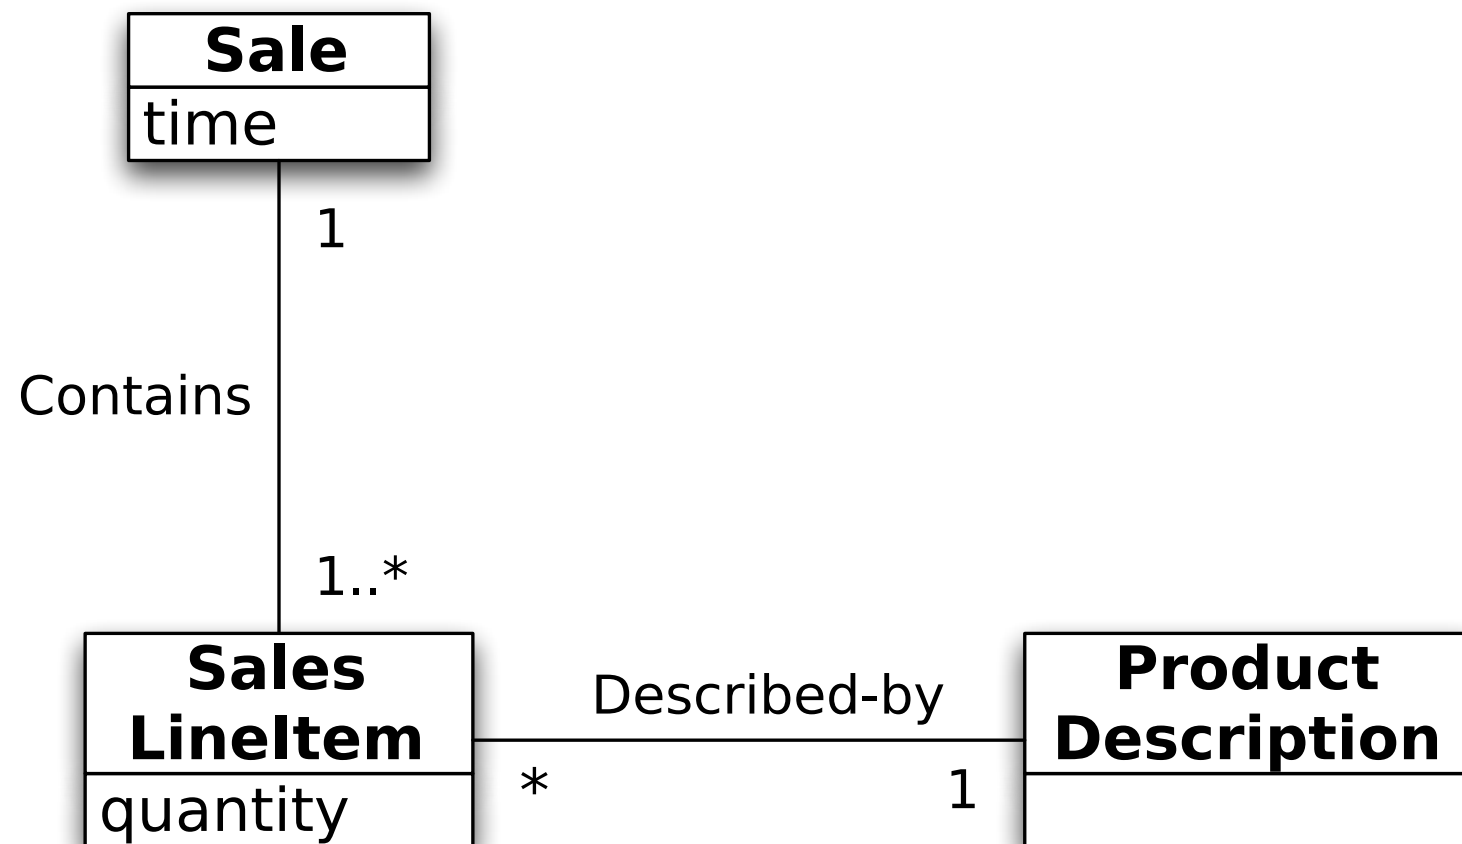 Sale
time
1
Contains
1..*
Sales
LineItem
quantity
Described-by
*
1
Product
Description